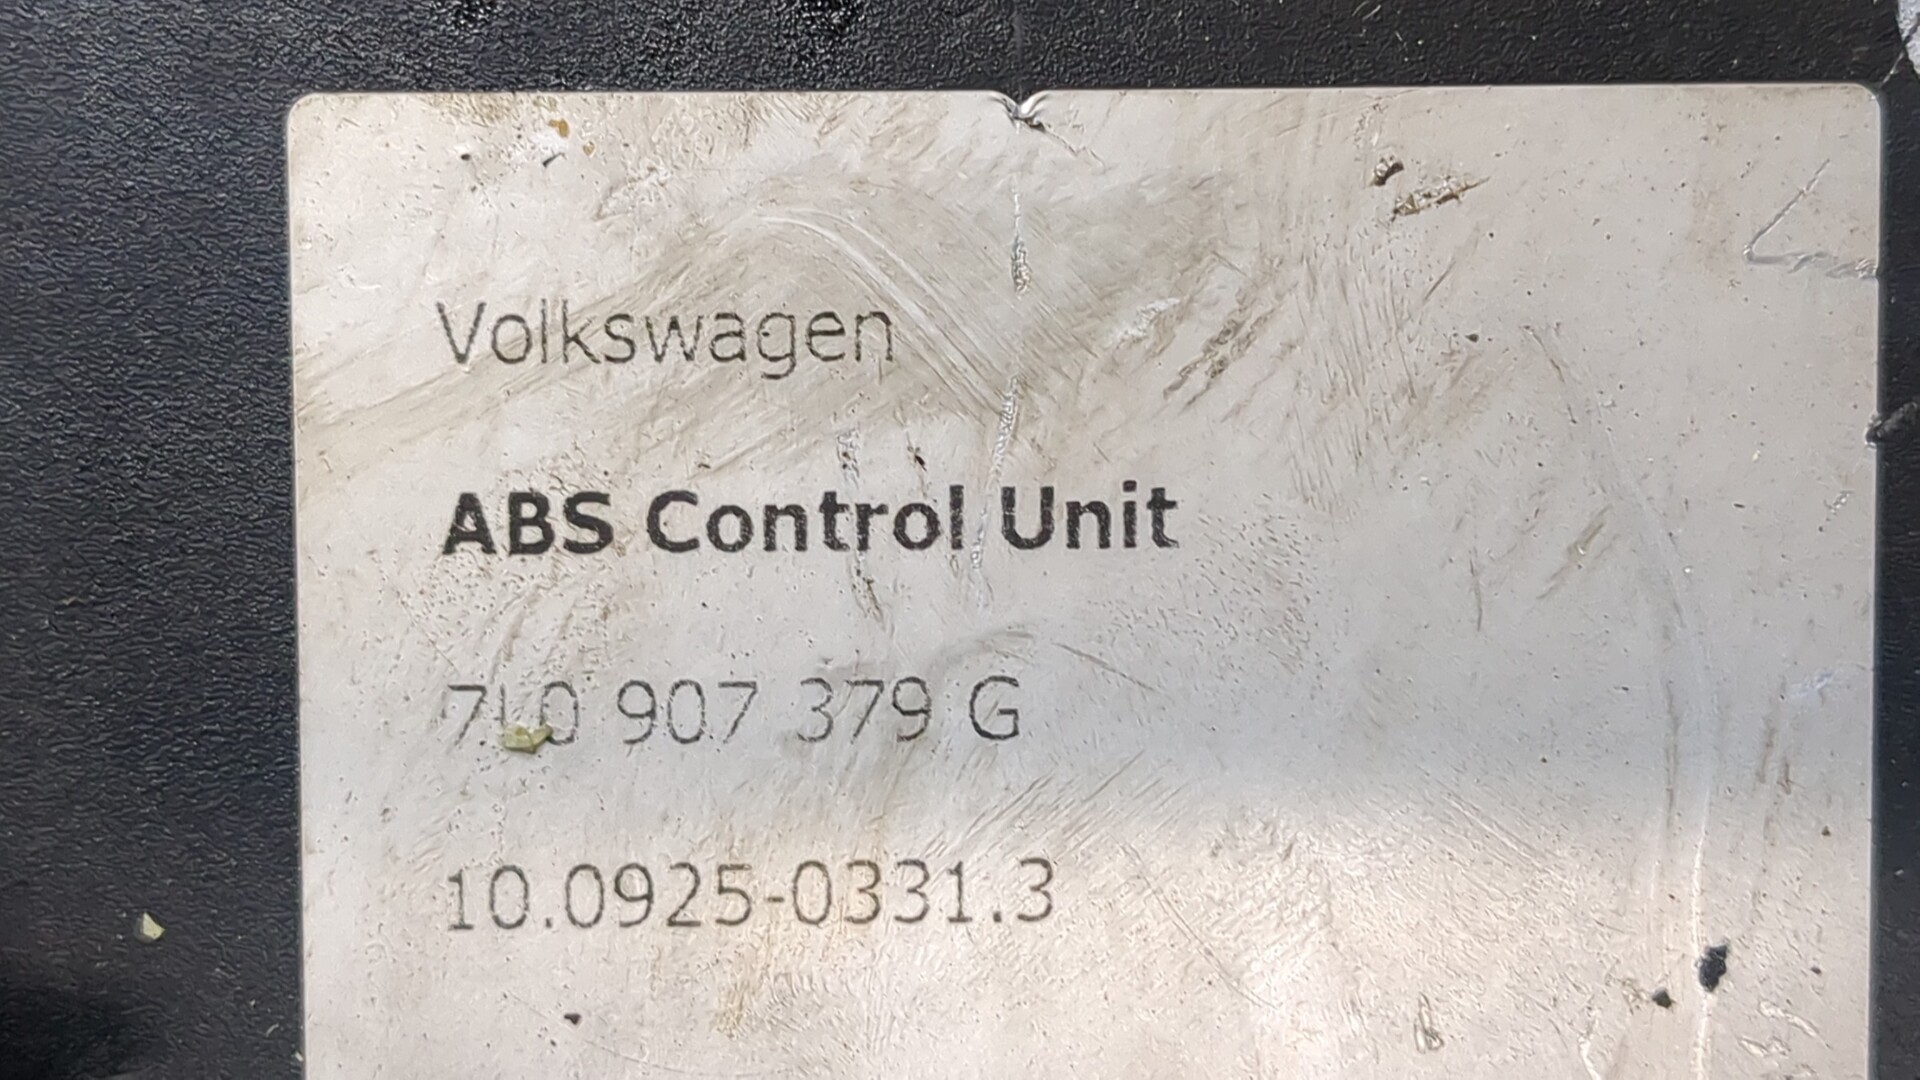 Volkswagen
ABS Control Unit
7L0 907 379 G
10.0925-0331.3